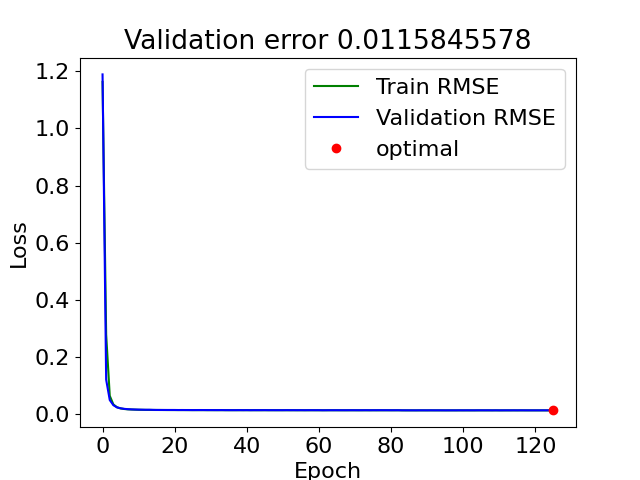 Validation error 0.0115845578
1.2
1.0
0.8
0.6
0.4
0.2
0.0
Loss
Train RMSE
Validation RMSE
optimal
0 20 40 60 80 100 120
Epoch